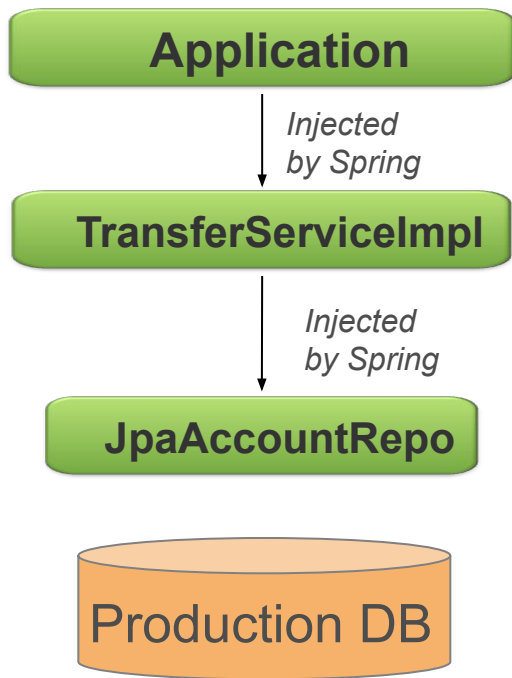 Application
Injected
by Spring
TransferServiceImpl
Injected
by Spring
JpaAccountRepo
Production DB